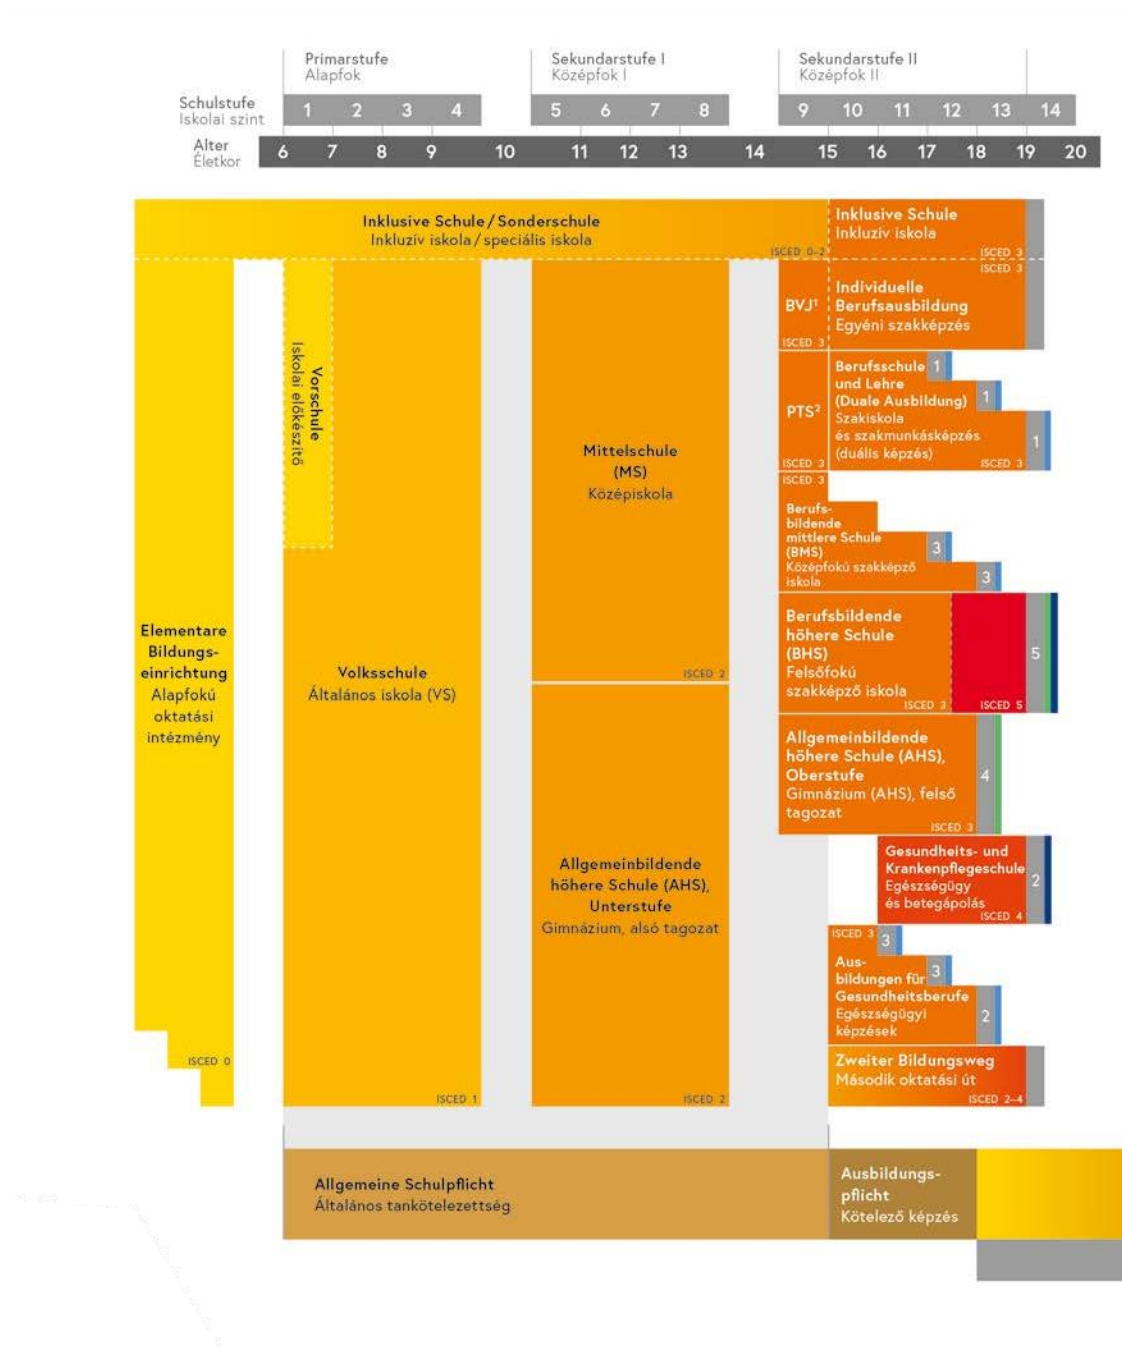 Primarstufe
Alapfok
Sekundarstufe I
Középfok I
Sekundarstufe II
Középfok II
Schulstufe
Iskolai szint
1 2 3 4 5 6 7 8 9 10 11 12 13 14
Alter
Életkor
6 7 8 9 10 11 12 13 14 15 16 17 18 19 20
Inklusive Schule / Sonderschule
Inkluzív iskola / speciális iskola
ISCED 0–2
Inklusive Schule
Inkluzív iskola
ISCED 3
Elementare
Bildungs-
einrichtung
Alapfokú
oktatási
intézmény
ISCED 0
Vorschule
Iskolai előkészítő
Volksschule
Általános iskola (VS)
ISCED 1
Mittelschule
(MS)
Középiskola
ISCED 2
Allgemeinbildende
höhere Schule (AHS),
Unterstufe
Gimnázium, alsó tagozat
ISCED 2
BVJ¹
ISCED 3
ISCED 3
Individuelle
Berufsausbildung
Egyéni szakképzés
PTS²
ISCED 3
Berufsschule
und Lehre
(Duale Ausbildung)
Szakiskola
és szakmunkásképzés
(duális képzés)
ISCED 3
1
1
1
ISCED 3
Berufs-
bildende
mittlere Schule
(BMS)
Középfokú szakképző
iskola
3
3
Berufsbildende
höhere Schule
(BHS)
Felsőfokú
szakképző iskola
ISCED 3
ISCED 5
5
Allgemeinbildende
höhere Schule (AHS),
Oberstufe
Gimnázium (AHS), felső
tagozat
ISCED 3
4
Gesundheits- und
Krankenpflegeschule
Egészségügy
és betegápolás
ISCED 4
2
ISCED 3
Aus-
bildungen für
Gesundheitsberufe
Egészségügyi
képzések
3
3
2
Zweiter Bildungsweg
Második oktatási út
ISCED 2–4
Allgemeine Schulpflicht
Általános tankötelezettség
Ausbildungs-
pflicht
Kötelező képzés